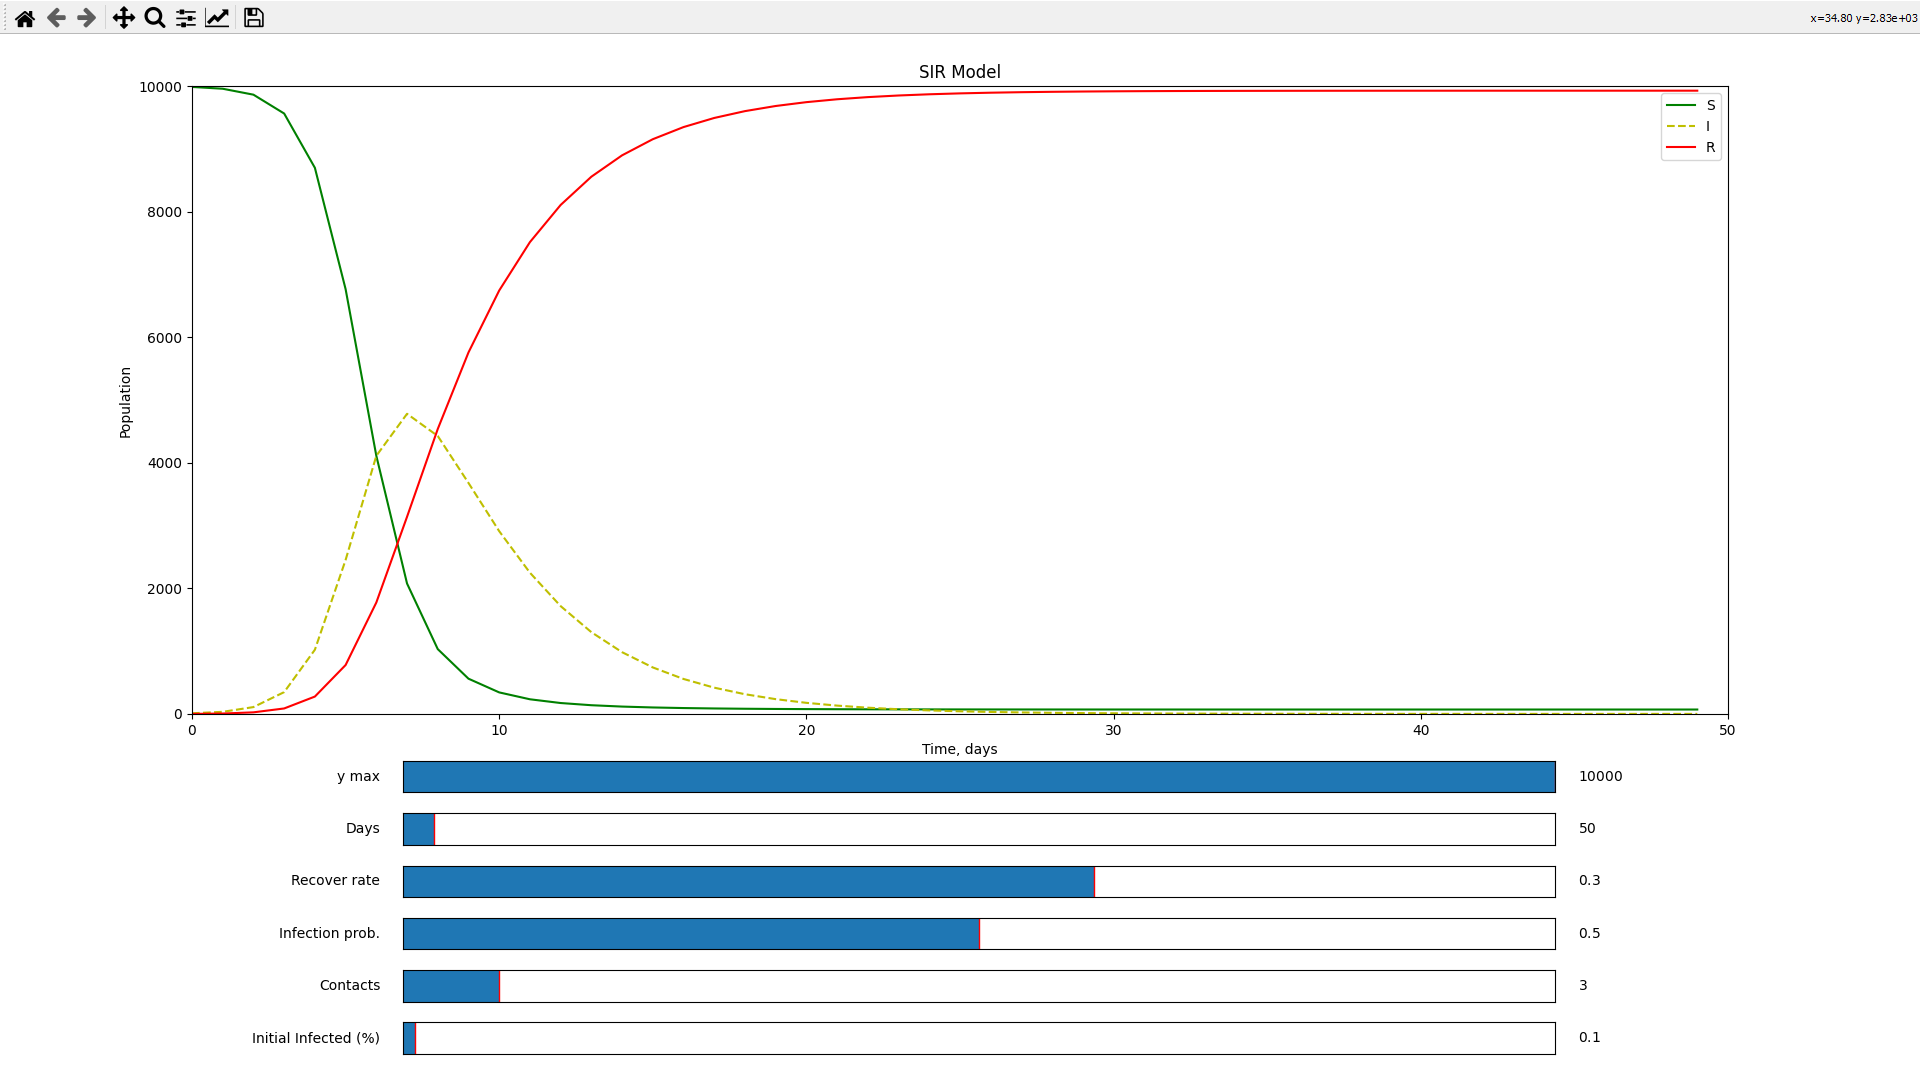 x=34.80 y=2.83e+03
SIR Model
10000
8000
6000
4000
2000
0
Population
S
I
R
0 10 20 30 40 50
Time, days
y max 10000
Days 50
Recover rate 0.3
Infection prob. 0.5
Contacts 3
Initial Infected (%) 0.1